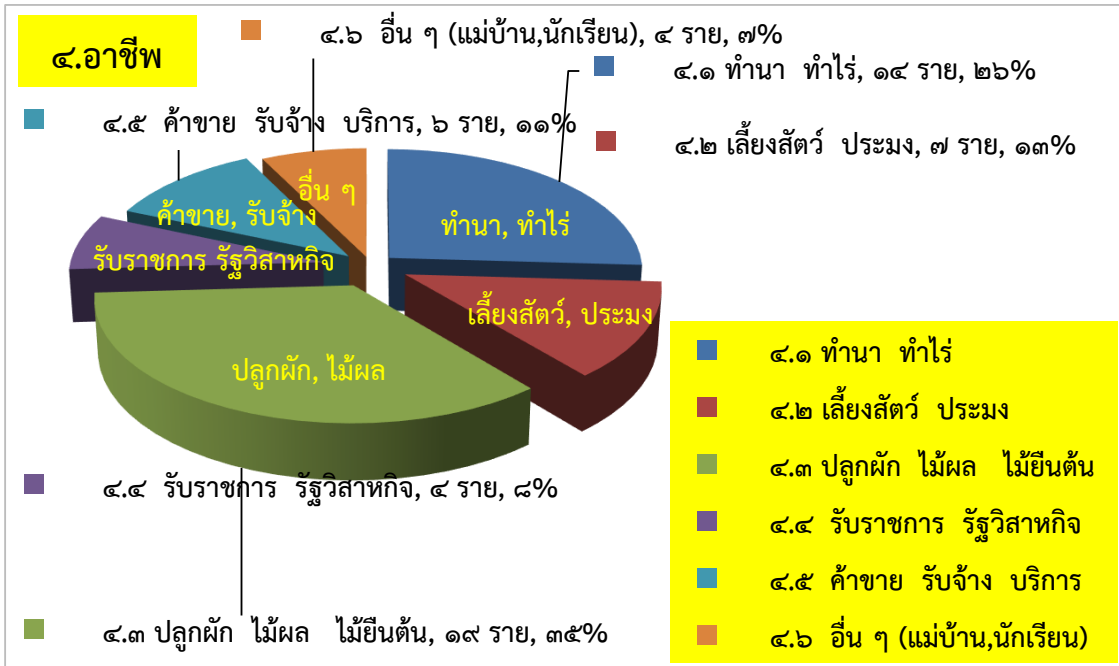 ๔.อาชีพ
๔.๖ อื่น ๆ (แม่บ้าน,นักเรียน), ๔ ราย, ๗%
๔.๑ ทำนา ทำไร่, ๑๔ ราย, ๒๖%
๔.๕ ค้าขาย รับจ้าง บริการ, ๖ ราย, ๑๑%
๔.๒ เลี้ยงสัตว์ ประมง, ๗ ราย, ๑๓%
อื่น ๆ
ค้าขาย, รับจ้าง
ทำนา, ทำไร่
รับราชการ รัฐวิสาหกิจ
เลี้ยงสัตว์, ประมง
ปลูกผัก, ไม้ผล
๔.๔ รับราชการ รัฐวิสาหกิจ, ๔ ราย, ๘%
๔.๓ ปลูกผัก ไม้ผล ไม้ยืนต้น, ๑๙ ราย, ๓๕%
๔.๑ ทำนา ทำไร่
๔.๒ เลี้ยงสัตว์ ประมง
๔.๓ ปลูกผัก ไม้ผล ไม้ยืนต้น
๔.๔ รับราชการ รัฐวิสาหกิจ
๔.๕ ค้าขาย รับจ้าง บริการ
๔.๖ อื่น ๆ (แม่บ้าน,นักเรียน)